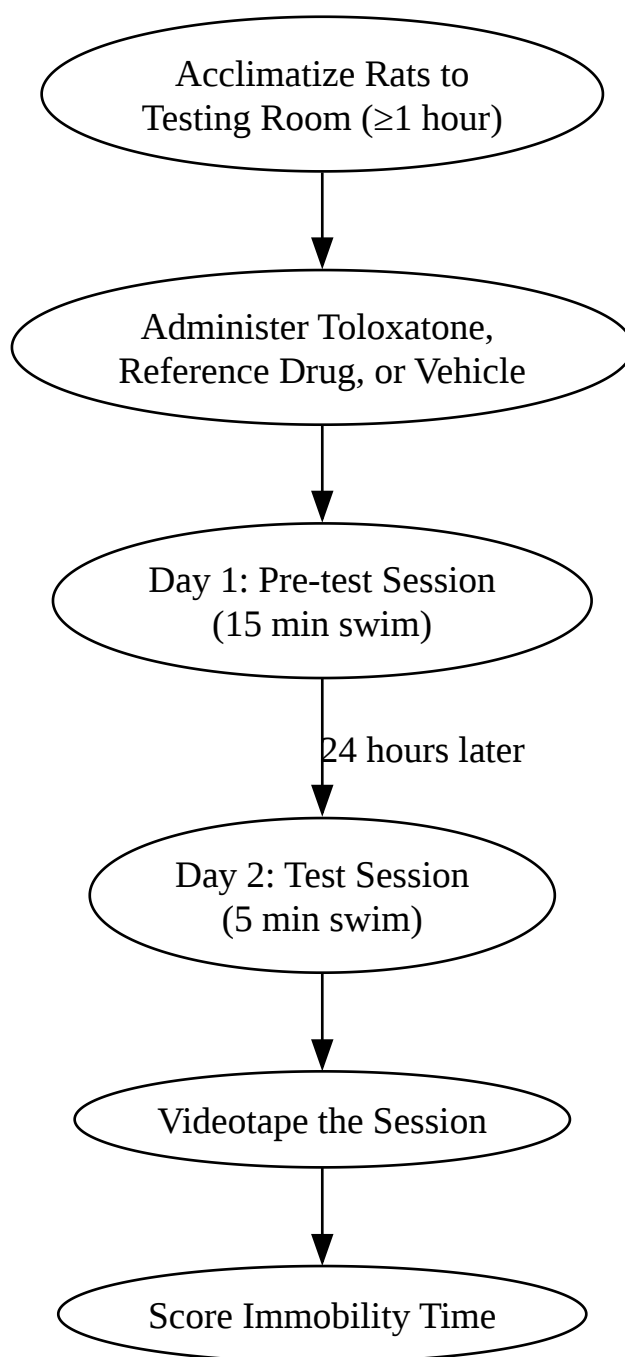 Acclimatize Rats to
Testing Room (≥1 hour)
Administer Toloxatone,
Reference Drug, or Vehicle
Day 1: Pre-test Session
(15 min swim)
24 hours later
Day 2: Test Session
(5 min swim)
Videotape the Session
Score Immobility Time